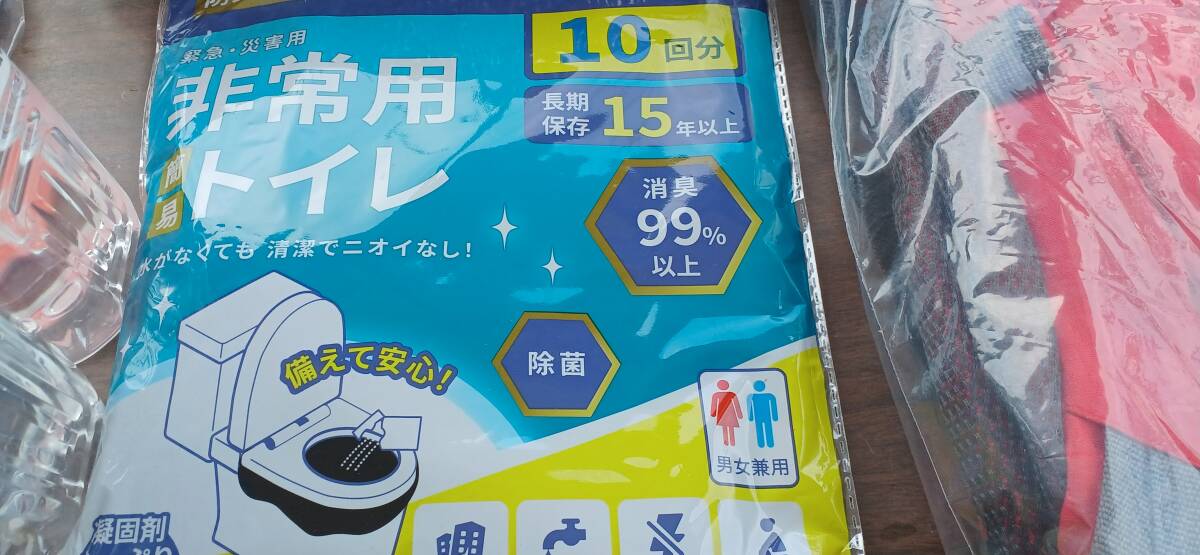 緊急・災害用
非常用
簡易
トイレ
10回分
長期保存15年以上
水がなくても 清潔でニオイなし!
消臭
99%
以上
除菌
備えて安心!
男女兼用
凝固剤